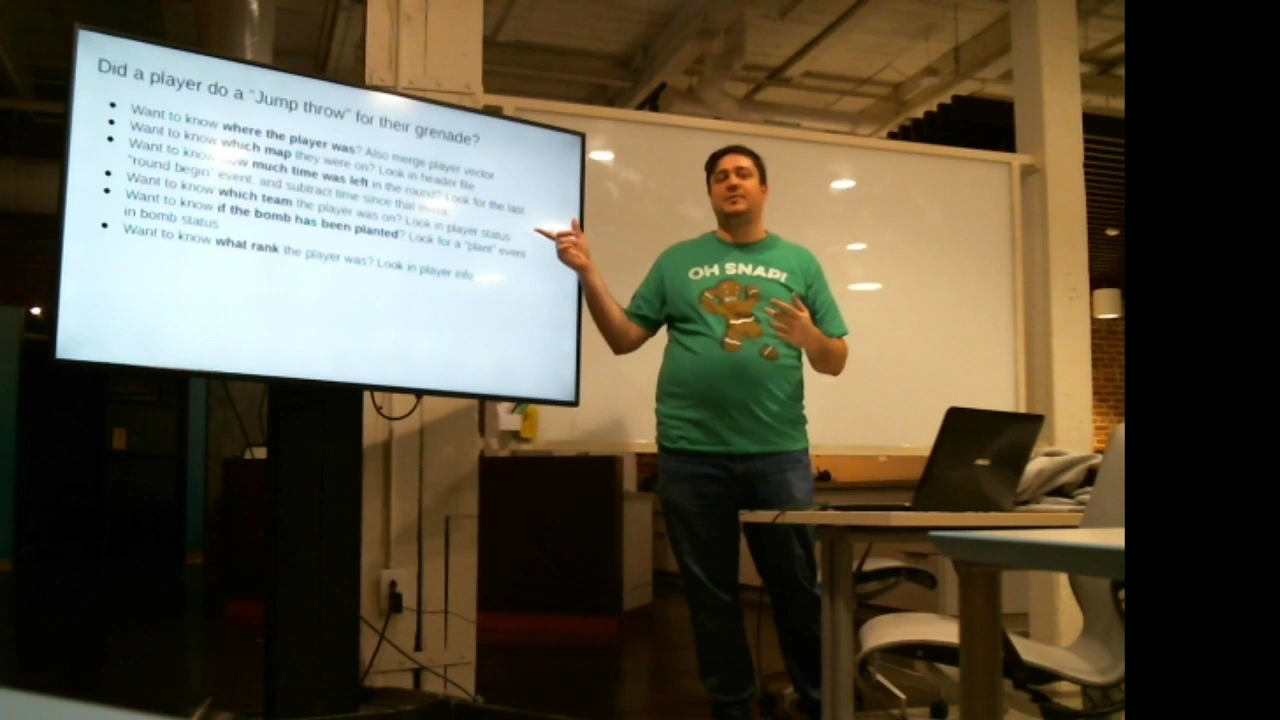 Did a player do a "Jump throw" for their grenade?
• Want to know where the player was? Also merge player vector
• Want to know which map they were on? Look in header file
• Want to know how much time was left in the round? Look for the last
"round begin" event, and subtract time since that event
• Want to know which team the player was on? Look in player status
• Want to know if the bomb has been planted? Look for a "plant" event
in bomb status
• Want to know what rank the player was? Look in player info
OH SNAP!